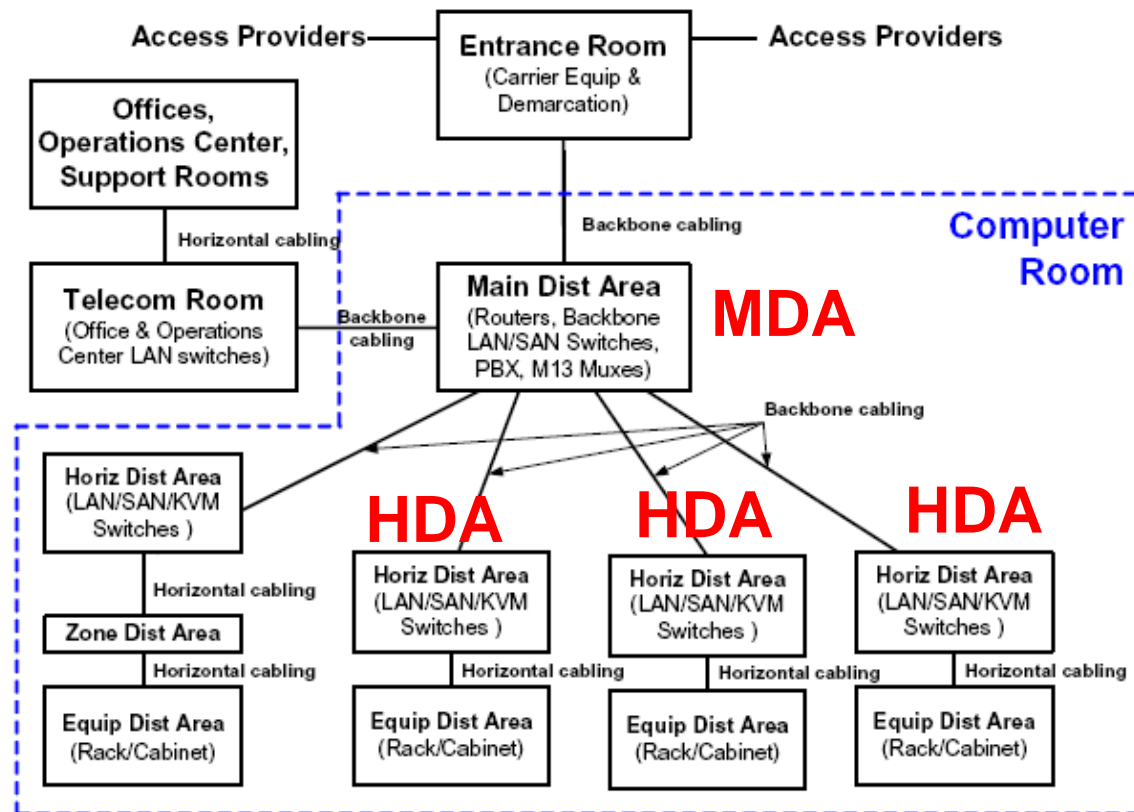 Access Providers
Entrance Room
(Carrier Equip &
Demarcation)
Access Providers
Offices,
Operations Center,
Support Rooms
Horizontal cabling
Backbone cabling
Computer
Room
Telecom Room
(Office & Operations
Center LAN switches)
Backbone
cabling
Main Dist Area
(Routers, Backbone
LAN/SAN Switches,
PBX, M13 Muxes)
MDA
Backbone cabling
Horiz Dist Area
(LAN/SAN/KVM
Switches )
HDA
HDA
HDA
Horizontal cabling
Zone Dist Area
Horizontal cabling
Equip Dist Area
(Rack/Cabinet)
Horiz Dist Area
(LAN/SAN/KVM
Switches )
Horizontal cabling
Equip Dist Area
(Rack/Cabinet)
Horiz Dist Area
(LAN/SAN/KVM
Switches )
Horizontal cabling
Equip Dist Area
(Rack/Cabinet)
Horiz Dist Area
(LAN/SAN/KVM
Switches )
Horizontal cabling
Equip Dist Area
(Rack/Cabinet)